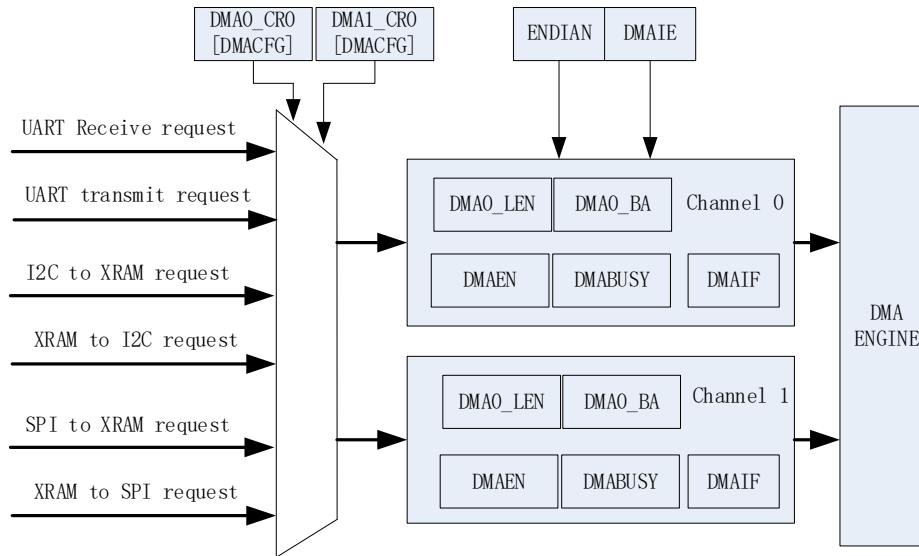 DMA0_CR0
[DMACFG]
DMA1_CR0
[DMACFG]
ENDIAN
DMAIE
UART Receive request
UART transmit request
I2C to XRAM request
XRAM to I2C request
SPI to XRAM request
XRAM to SPI request
DMA0_LEN
DMA0_BA
Channel 0
DMAEN
DMABUSY
DMAIF
DMA0_LEN
DMA0_BA
Channel 1
DMAEN
DMABUSY
DMAIF
DMA
ENGINE